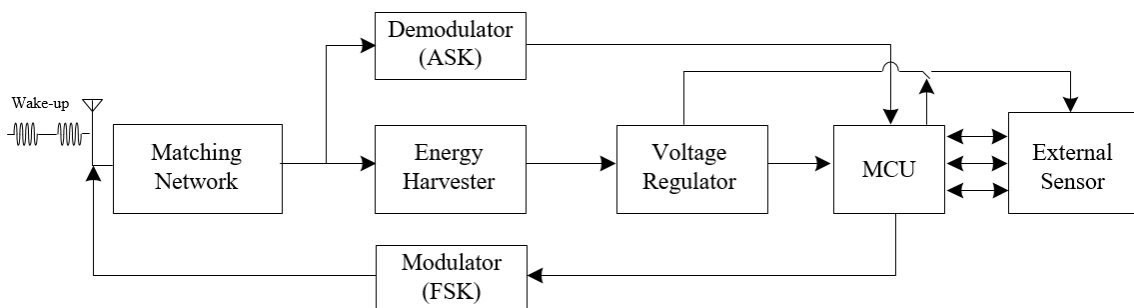 Demodulator
(ASK)
Wake-up
Matching
Network
Energy
Harvester
Voltage
Regulator
MCU
External
Sensor
Modulator
(FSK)